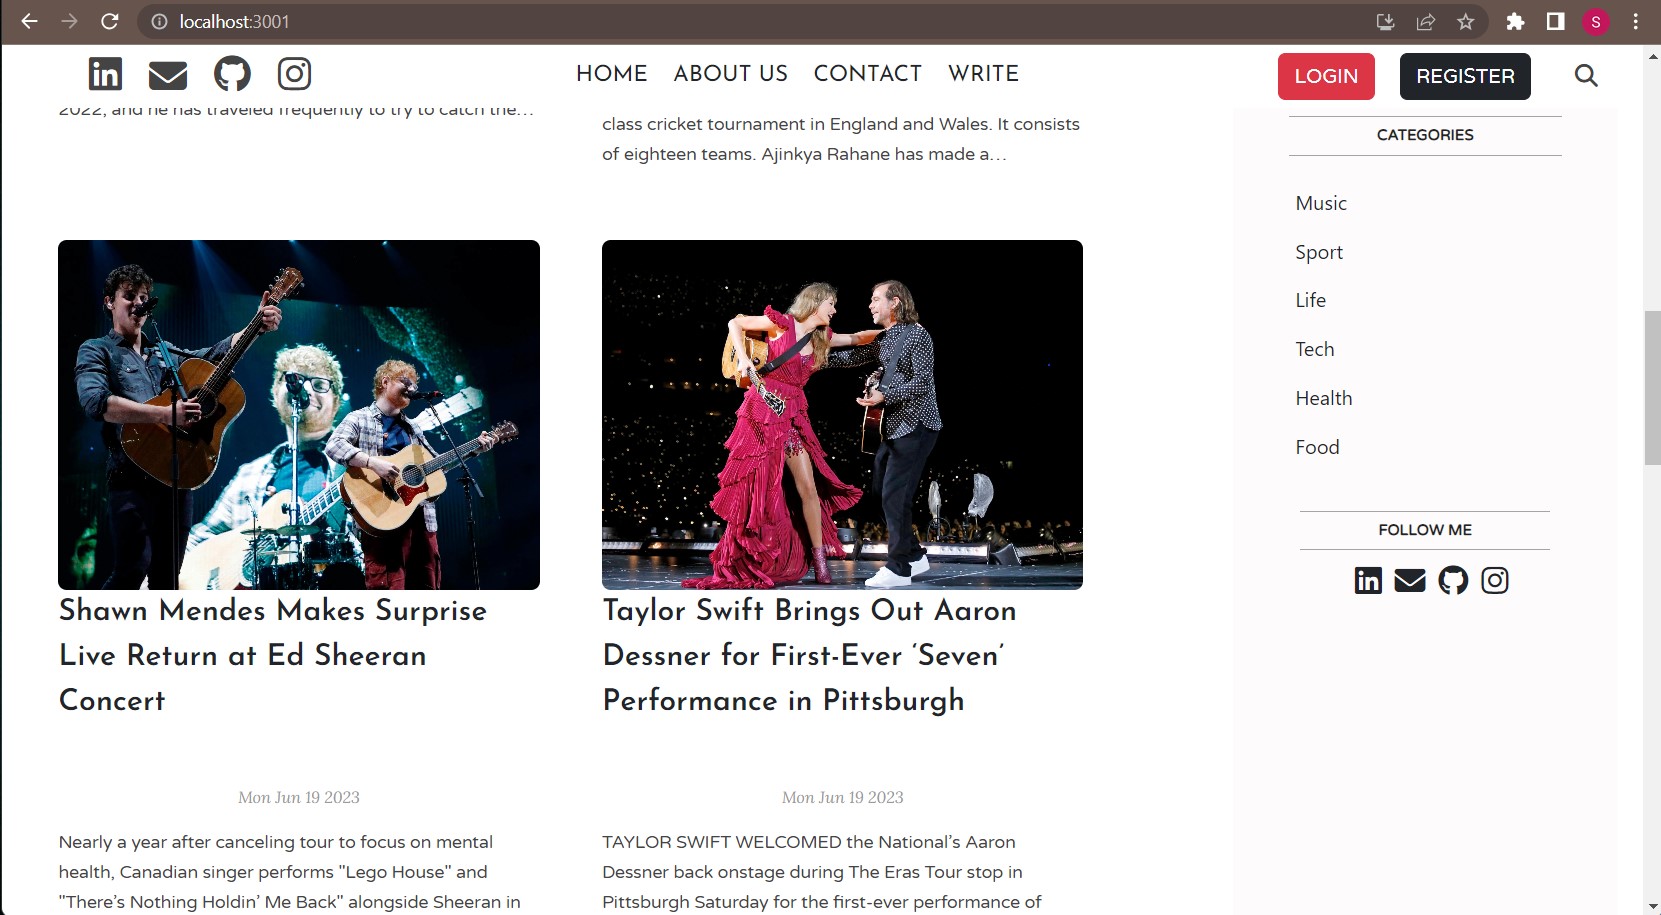 localhost:3001
S
HOME ABOUT US CONTACT WRITE
LOGIN REGISTER
2022, and he has traveled frequently to try to catch the...
class cricket tournament in England and Wales. It consists
of eighteen teams. Ajinkya Rahane has made a...
Shawn Mendes Makes Surprise
Live Return at Ed Sheeran
Concert
Mon Jun 19 2023
Nearly a year after canceling tour to focus on mental
health, Canadian singer performs "Lego House" and
"There's Nothing Holdin’ Me Back" alongside Sheeran in
Taylor Swift Brings Out Aaron
Dessner for First-Ever ‘Seven’
Performance in Pittsburgh
Mon Jun 19 2023
TAYLOR SWIFT WELCOMED the National’s Aaron
Dessner back onstage during The Eras Tour stop in
Pittsburgh Saturday for the first-ever performance of
CATEGORIES
Music
Sport
Life
Tech
Health
Food
FOLLOW ME